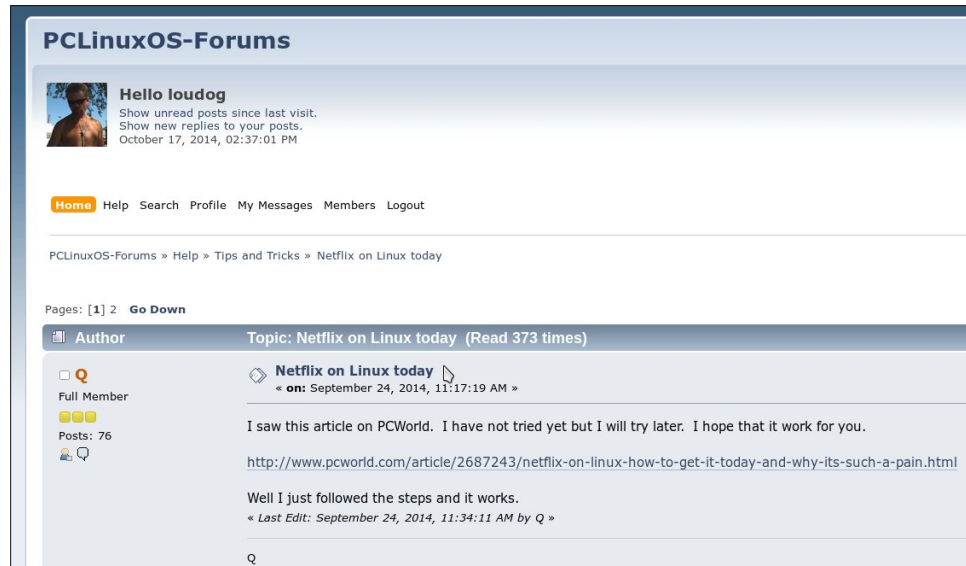 PCLinuxOS-Forums
Hello loudog
Show unread posts since last visit.
Show new replies to your posts.
October 17, 2014, 02:37:01 PM
Home Help Search Profile My Messages Members Logout
PCLinuxOS-Forums » Help » Tips and Tricks » Netflix on Linux today
Pages: [1] 2 Go Down
Author Topic: Netflix on Linux today (Read 373 times)
Q
Full Member
Posts: 76
Netflix on Linux today
« on: September 24, 2014, 11:17:19 AM »
I saw this article on PCWorld. I have not tried yet but I will try later. I hope that it work for you.
http://www.pcworld.com/article/2687243/netflix-on-linux-how-to-get-it-today-and-why-its-such-a-pain.html
Well I just followed the steps and it works.
« Last Edit: September 24, 2014, 11:34:11 AM by Q »
Q